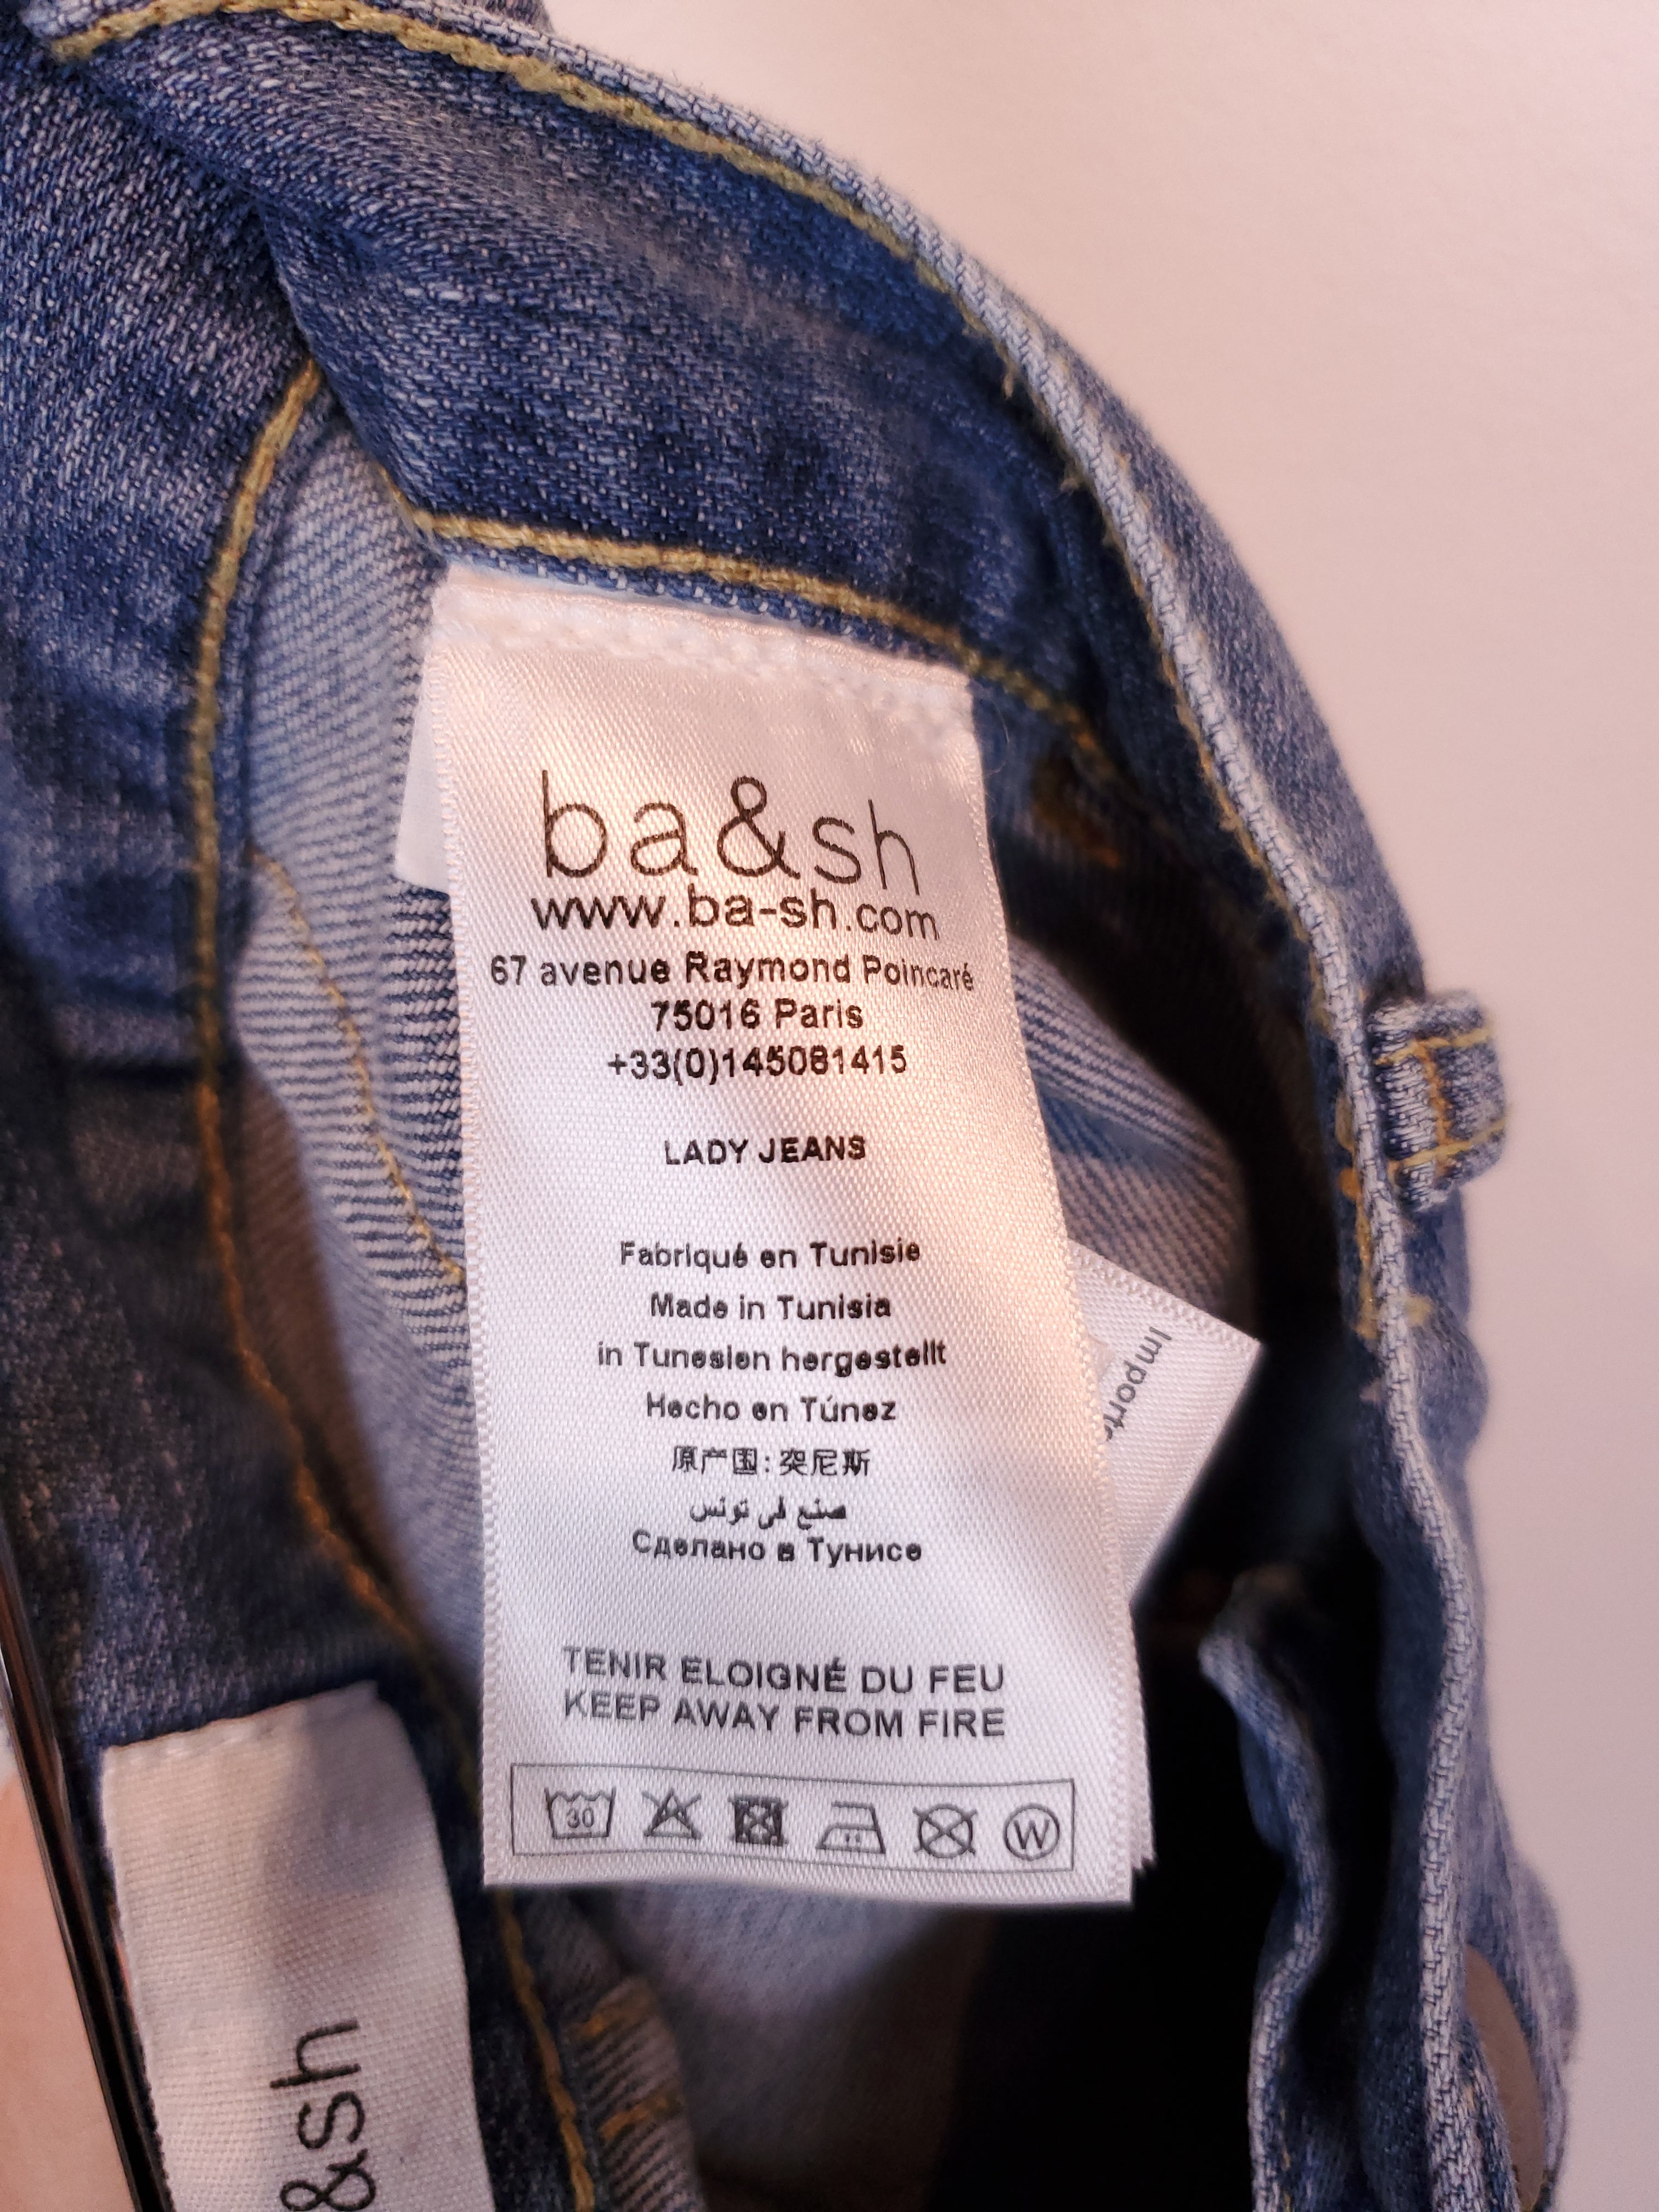 ba&sh
www.ba-sh.com
67 avenue Raymond Poincaré
75016 Paris
+33(0)145081415
LADY JEANS
Fabriqué en Tunisie
Made in Tunisia
in Tunesien hergestellt
Hecho en Túnez
原产国: 突尼斯
صنع في تونس
Сделано в Тунисе
TENIR ELOIGNÉ DU FEU
KEEP AWAY FROM FIRE
30
W
&sh